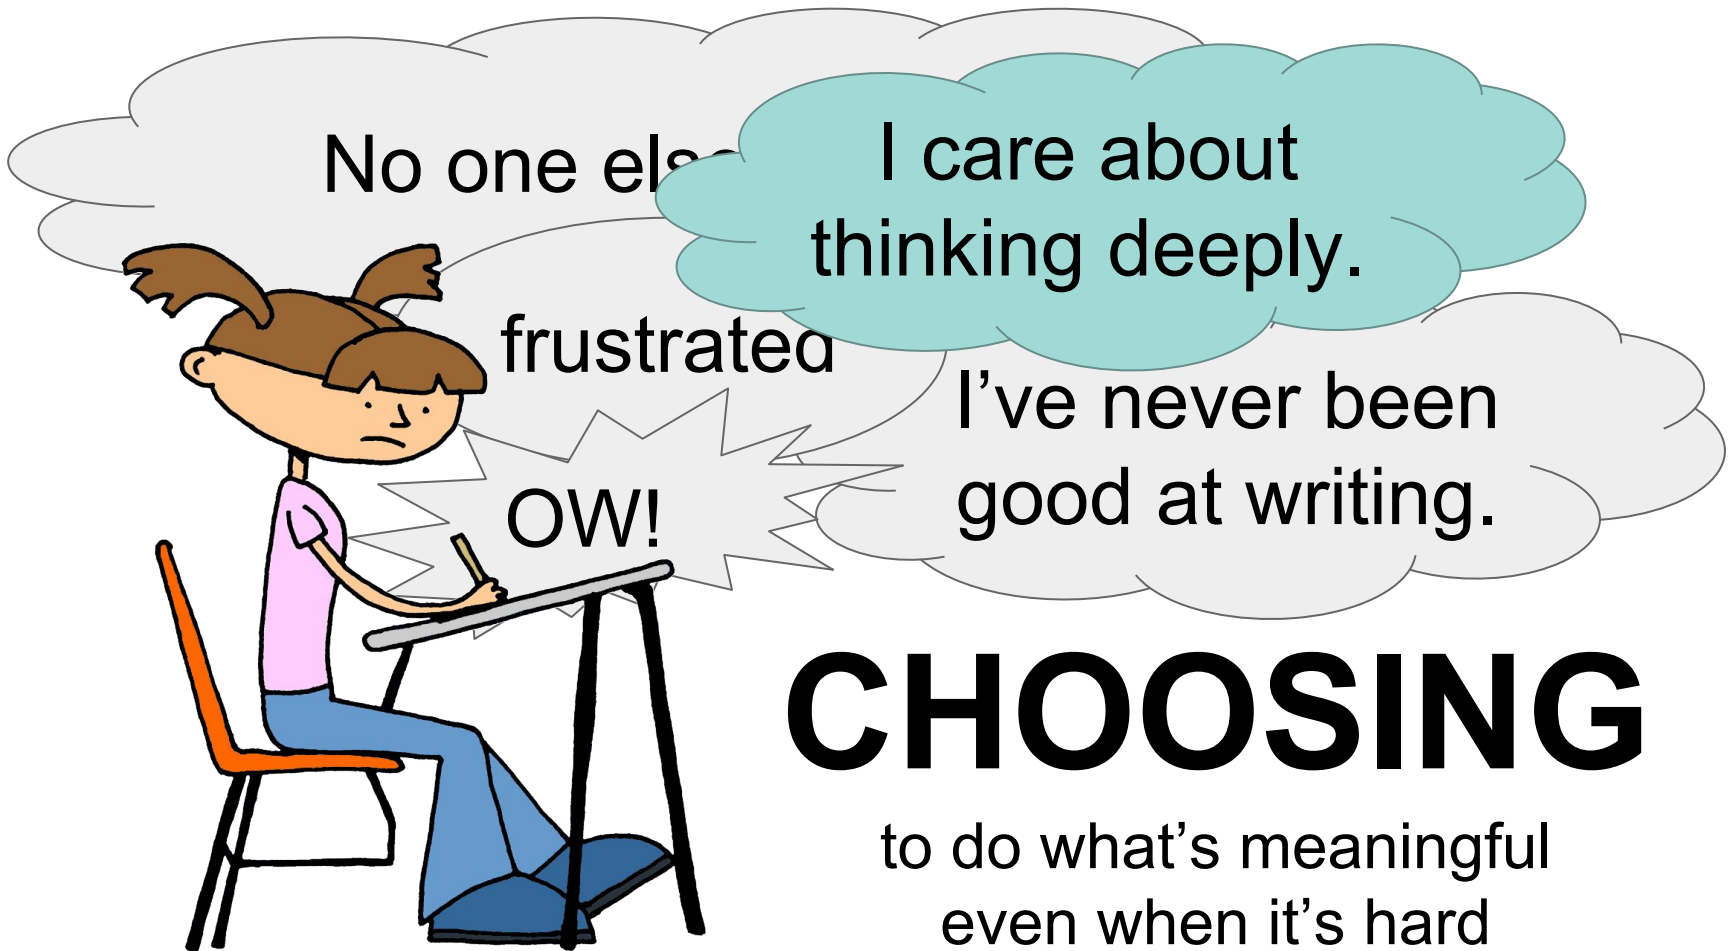 No one else
I care about
thinking deeply.
frustrated
I've never been
good at writing.
OW!
CHOOSING
to do what's meaningful
even when it's hard